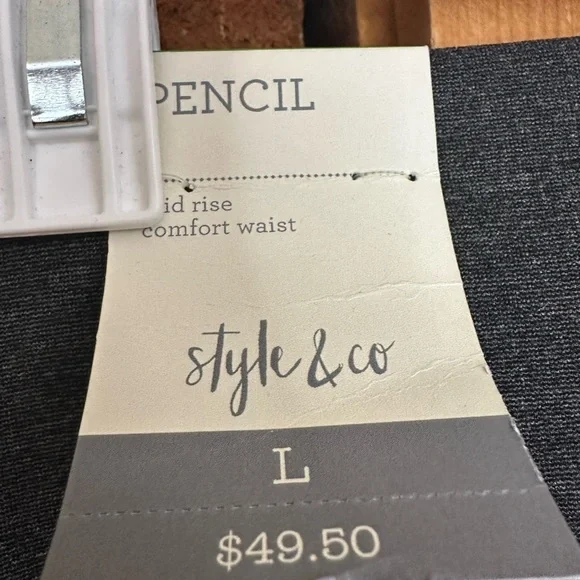 PENCIL
id rise
comfort waist
style & co
L
$49.50